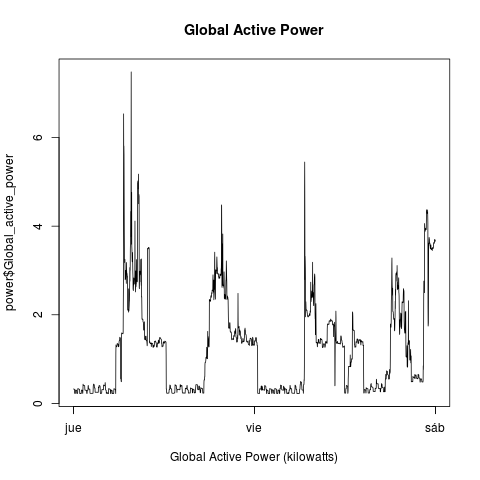 Global Active Power
power$Global_active_power
6
4
2
0
jue
vie
sáb
Global Active Power (kilowatts)